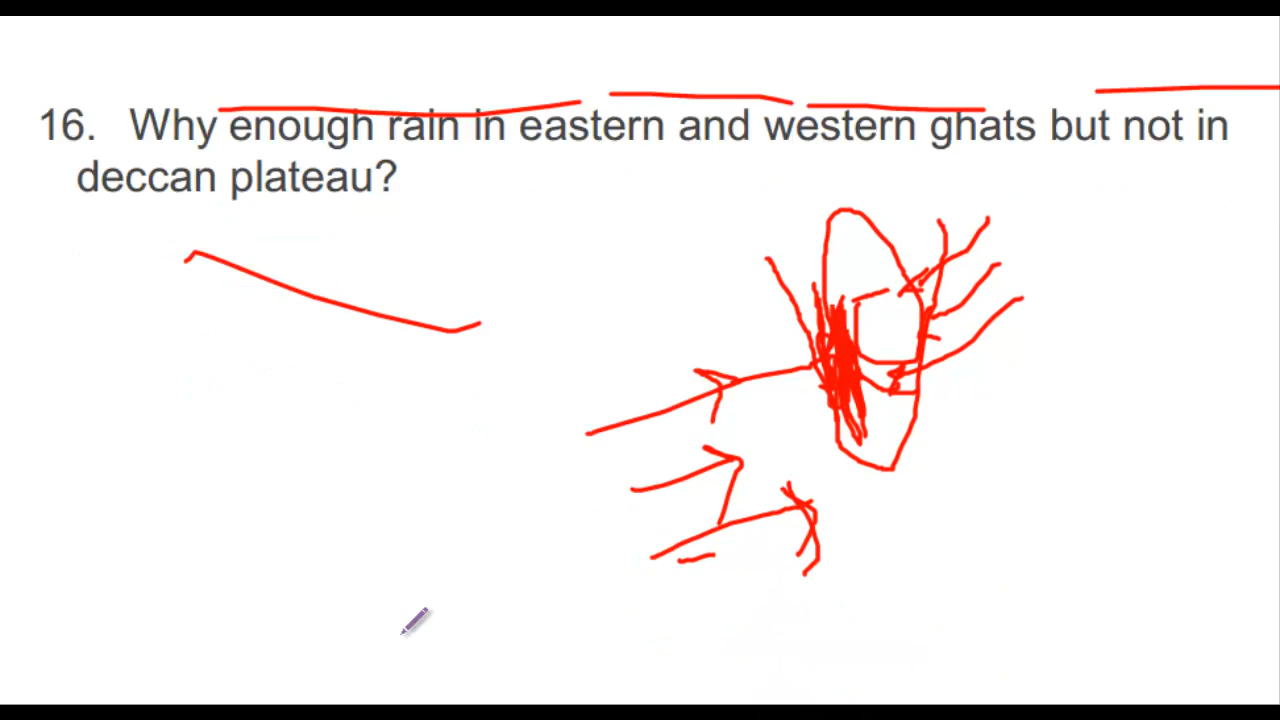 16. Why enough rain in eastern and western ghats but not in
deccan plateau?